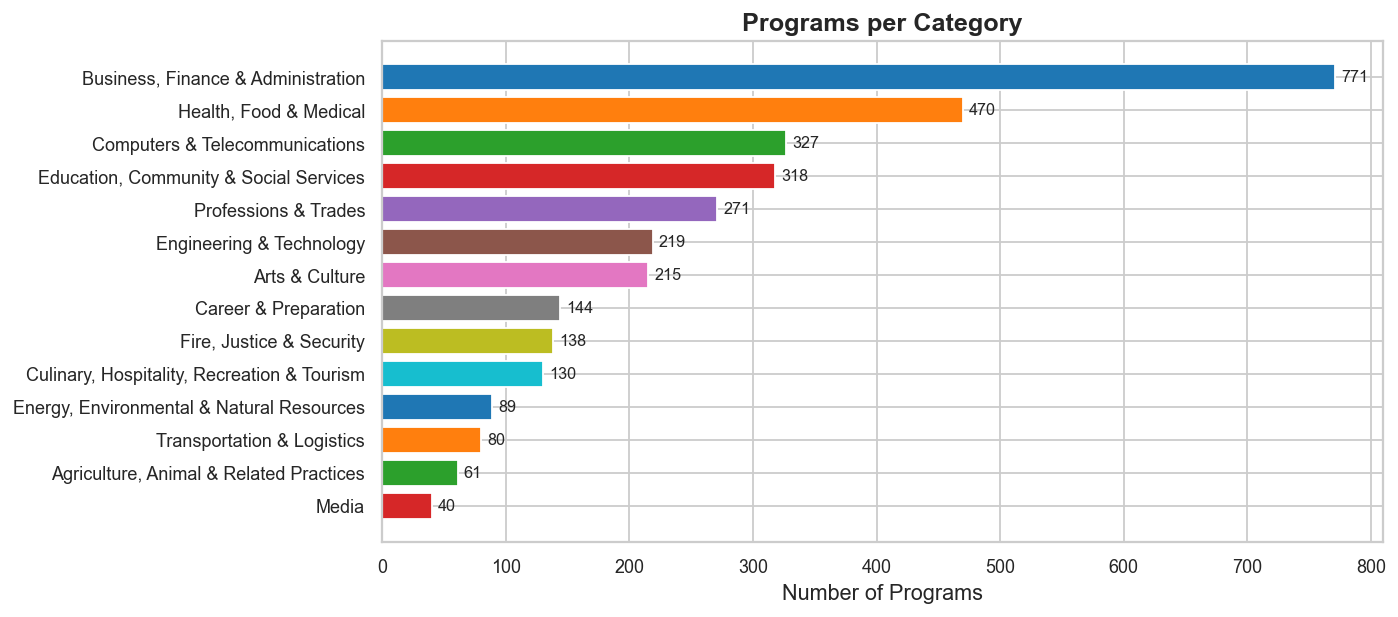 Programs per Category
Business, Finance & Administration 771
Health, Food & Medical 470
Computers & Telecommunications 327
Education, Community & Social Services 318
Professions & Trades 271
Engineering & Technology 219
Arts & Culture 215
Career & Preparation 144
Fire, Justice & Security 138
Culinary, Hospitality, Recreation & Tourism 130
Energy, Environmental & Natural Resources 89
Transportation & Logistics 80
Agriculture, Animal & Related Practices 61
Media 40
0 100 200 300 400 500 600 700 800
Number of Programs